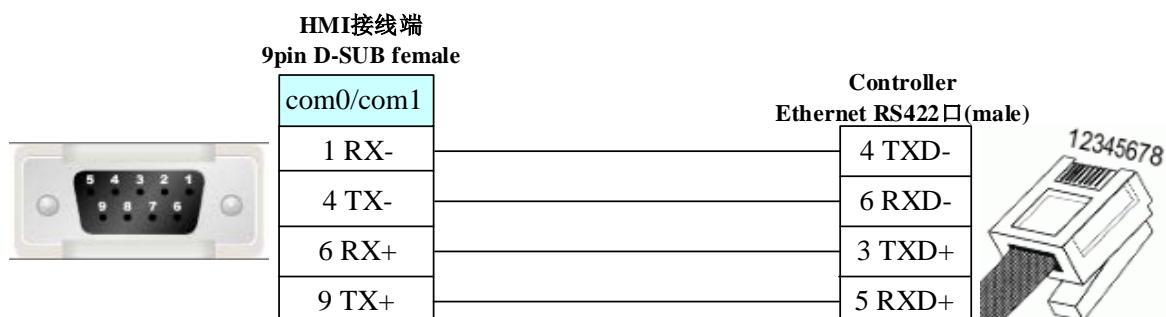 HMI接线端
9pin D-SUB female
com0/com1
Controller
Ethernet RS422口(male)
1 RX-
4 TXD-
4 TX-
6 RXD-
6 RX+
3 TXD+
9 TX+
5 RXD+
5 4 3 2 1
9 8 7 6
12345678